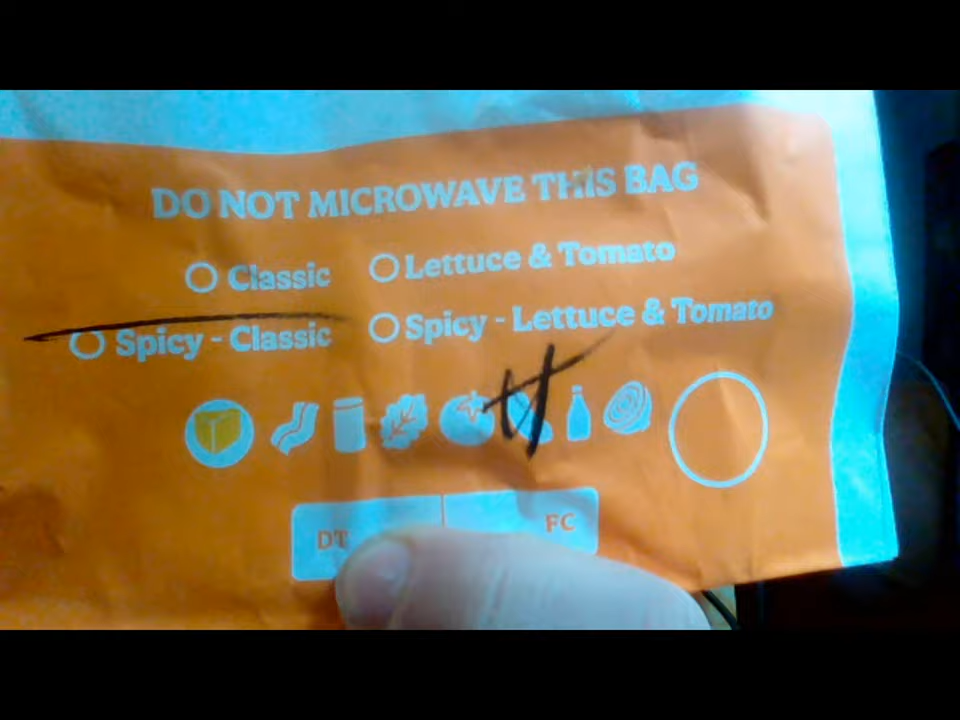 DO NOT MICROWAVE THIS BAG
Classic Lettuce & Tomato
Spicy - Classic Spicy - Lettuce & Tomato
DT FC